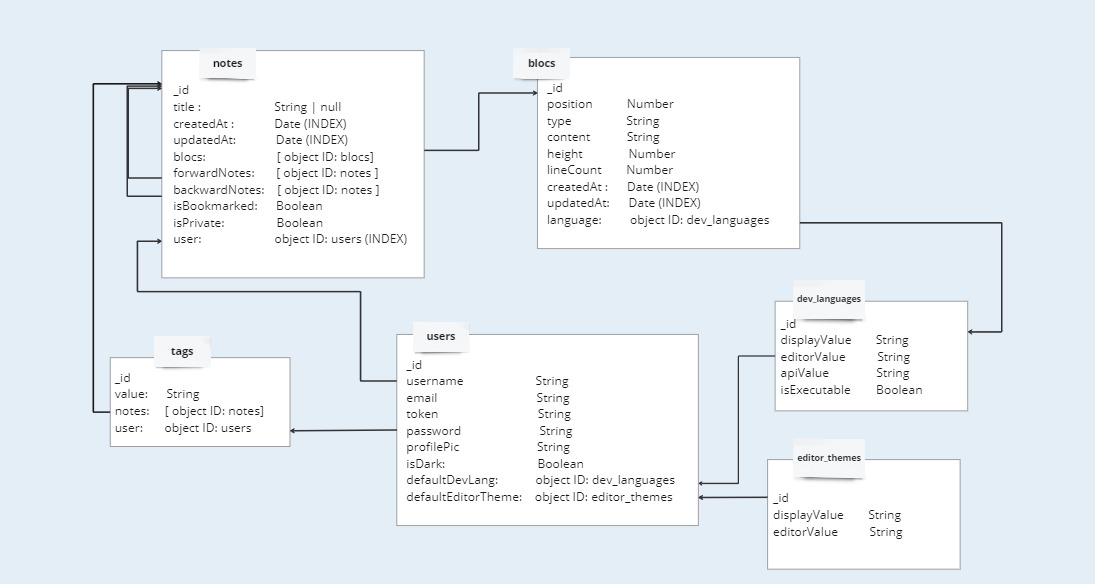 notes
_id
title : String | null
createdAt : Date (INDEX)
updatedAt: Date (INDEX)
blocs: [ object ID: blocs]
forwardNotes: [ object ID: notes ]
backwardNotes: [ object ID: notes ]
isBookmarked: Boolean
isPrivate: Boolean
user: object ID: users (INDEX)
blocs
_id
position Number
type String
content String
height Number
lineCount Number
createdAt : Date (INDEX)
updatedAt: Date (INDEX)
language: object ID: dev_languages
dev_languages
_id
displayValue String
editorValue String
apiValue String
isExecutable Boolean
tags
_id
value: String
notes: [ object ID: notes]
user: object ID: users
users
_id
username String
email String
token String
password String
profilePic String
isDark: Boolean
defaultDevLang: object ID: dev_languages
defaultEditorTheme: object ID: editor_themes
editor_themes
_id
displayValue String
editorValue String